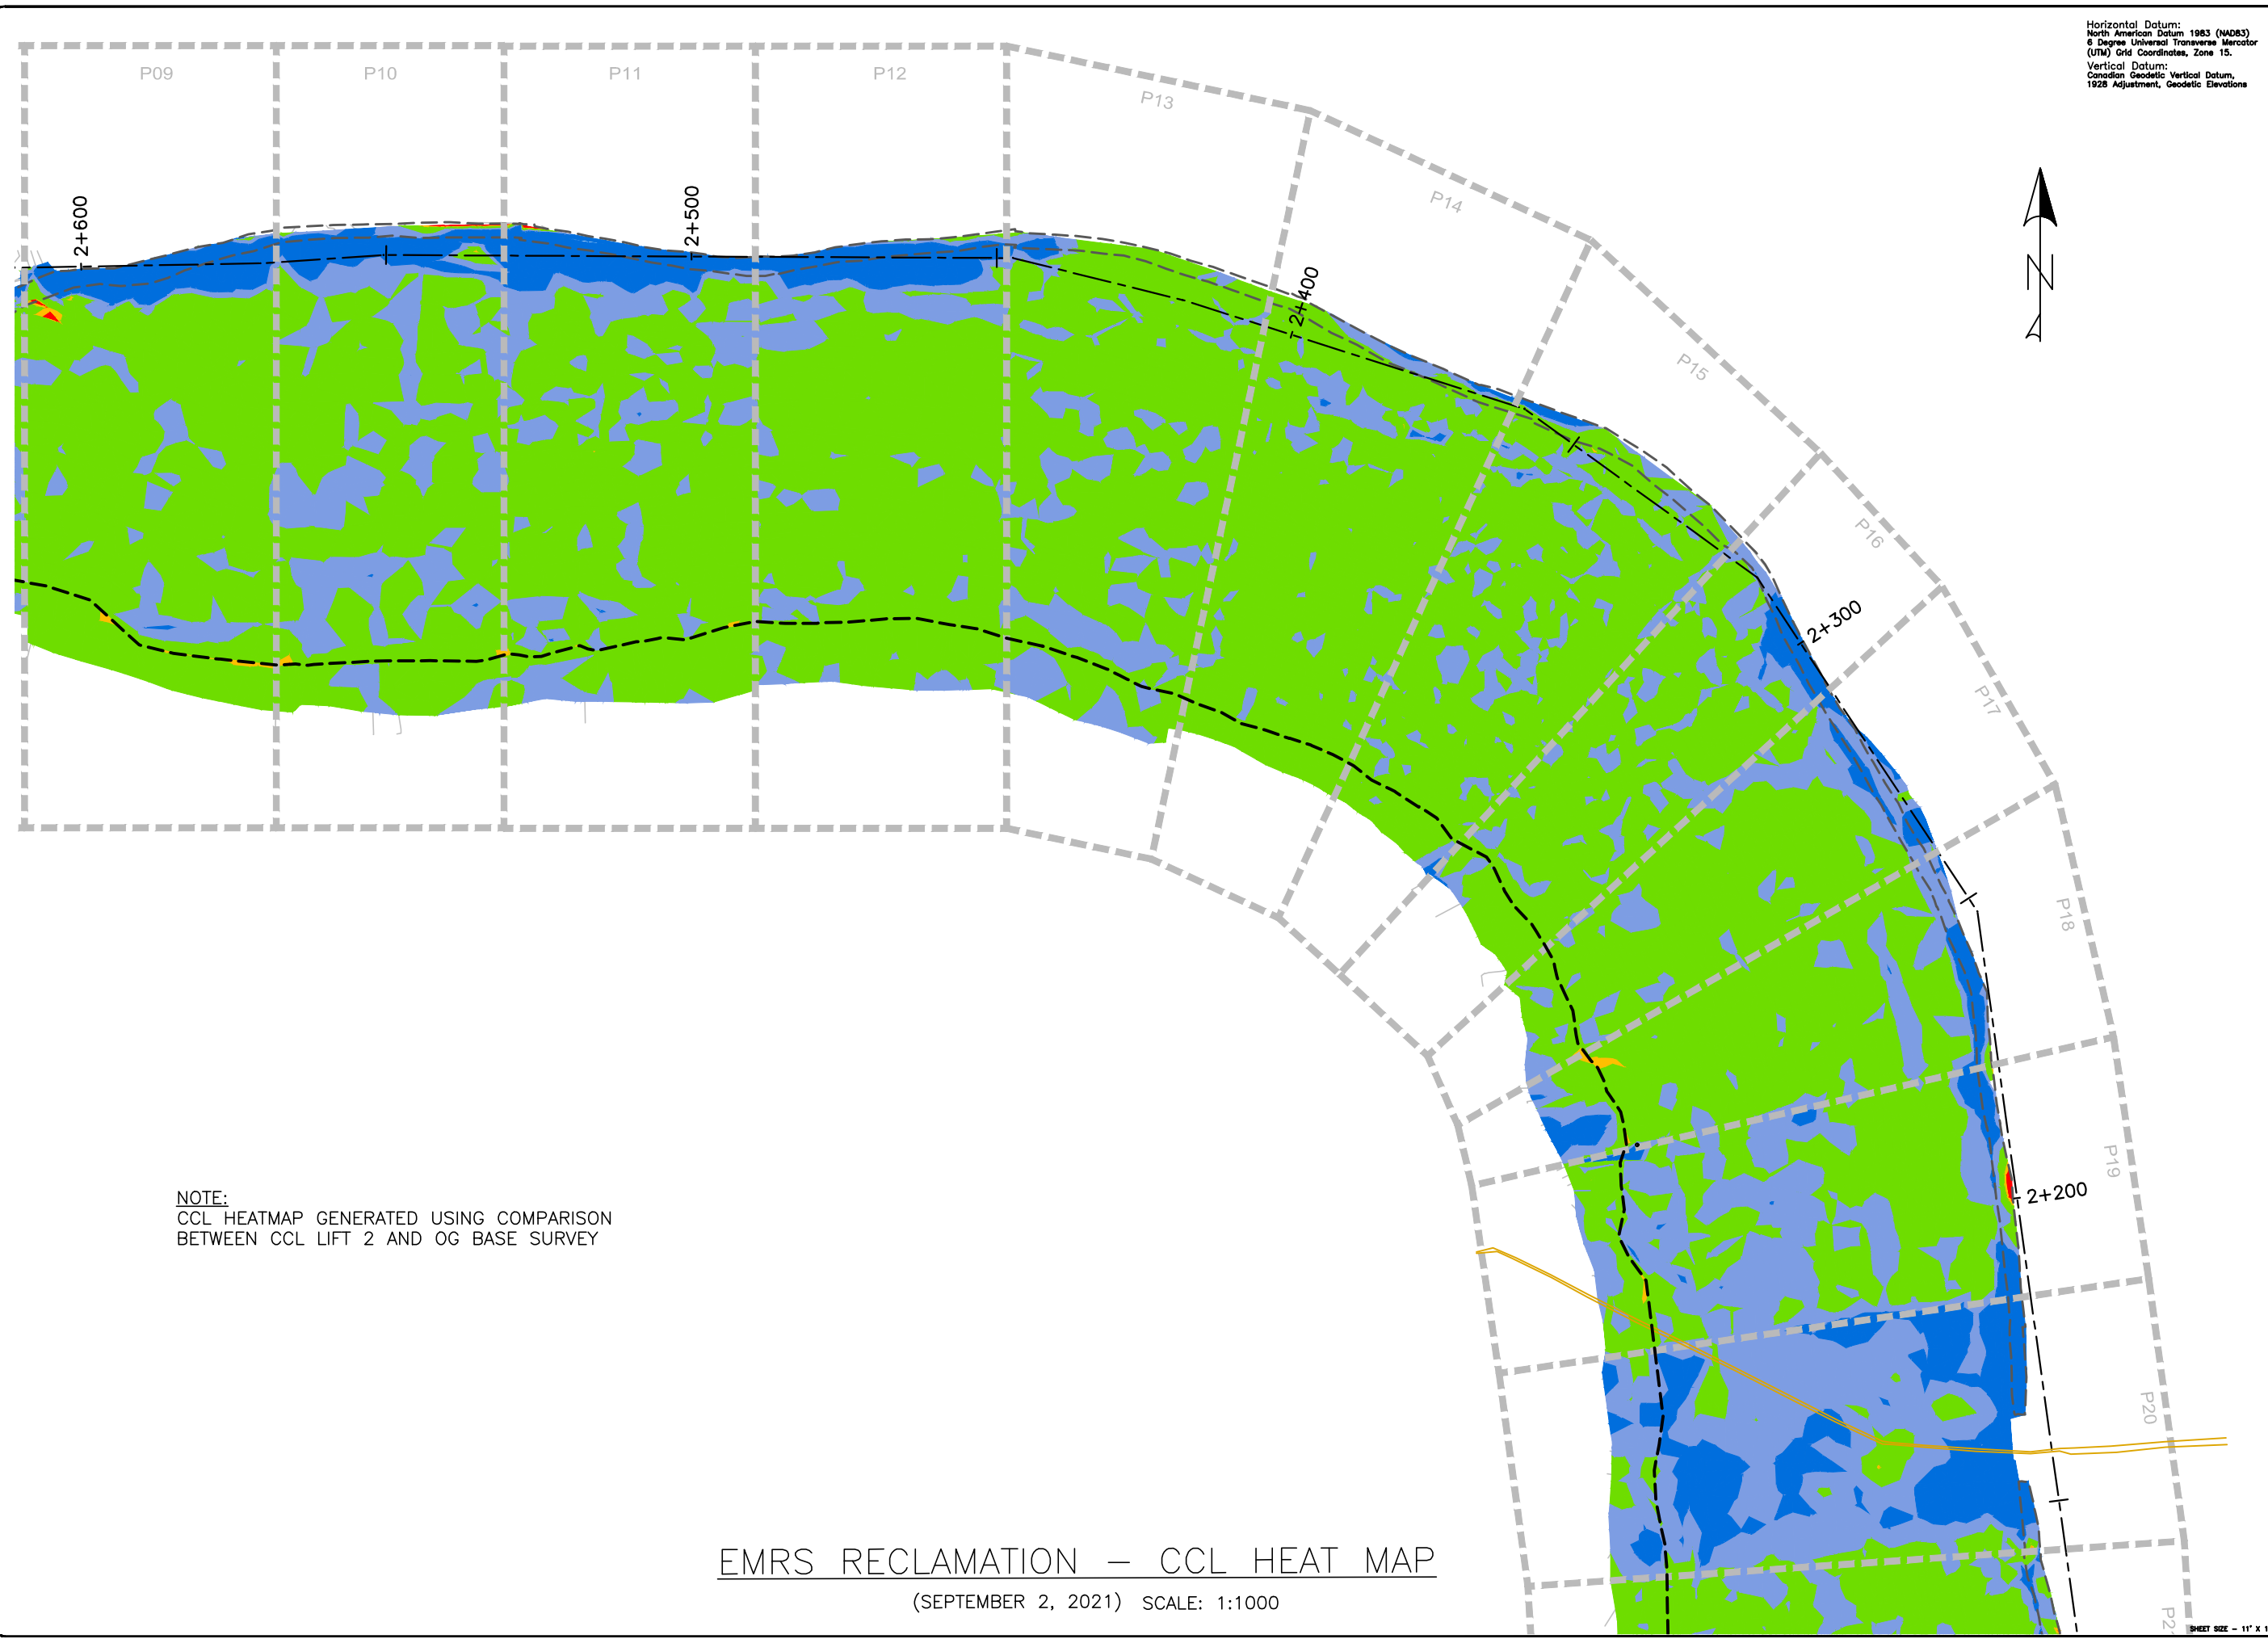 Horizontal Datum:
North American Datum 1983 (NAD83)
6 Degree Universal Transverse Mercator
(UTM) Grid Coordinates, Zone 15.
Vertical Datum:
Canadian Geodetic Vertical Datum,
1928 Adjustment, Geodetic Elevations
P09
P10
P11
P12
P13
P14
P15
P16
P17
P18
P19
P20
2+600
2+500
2+400
2+300
2+200
N
NOTE:
CCL HEATMAP GENERATED USING COMPARISON
BETWEEN CCL LIFT 2 AND OG BASE SURVEY
EMRS RECLAMATION – CCL HEAT MAP
(SEPTEMBER 2, 2021) SCALE: 1:1000
SHEET SIZE - 11" X